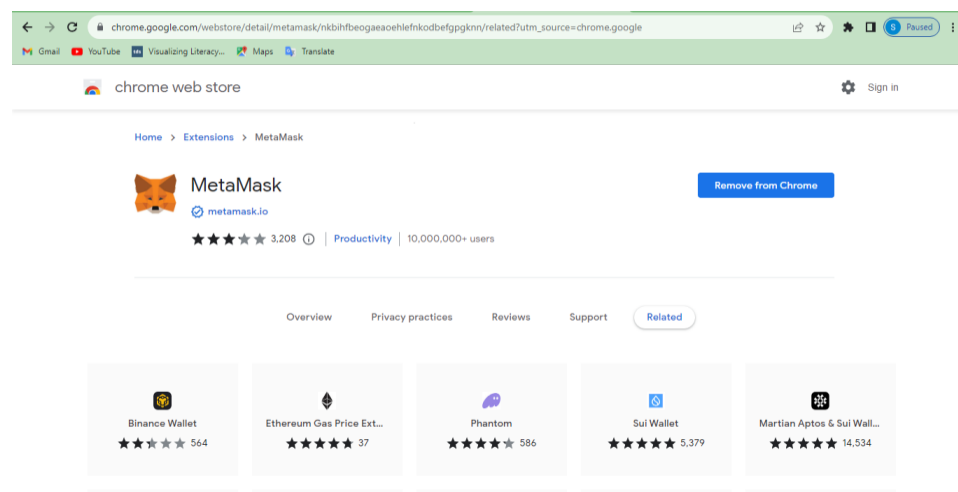 chrome.google.com/webstore/detail/metamask/nkbihfbeogaeaoehlefnkodbefgpgknn/related?utm_source=chrome.google
S Paused
Gmail YouTube Visualizing Literacy... Maps Translate
chrome web store Sign in
Home > Extensions > MetaMask
MetaMask
Remove from Chrome
metamask.io
3,208 Productivity 10,000,000+ users
Overview Privacy practices Reviews Support Related
Binance Wallet Ethereum Gas Price Ext... Phantom Sui Wallet Martian Aptos & Sui Wall...
564 37 586 5,379 14,534